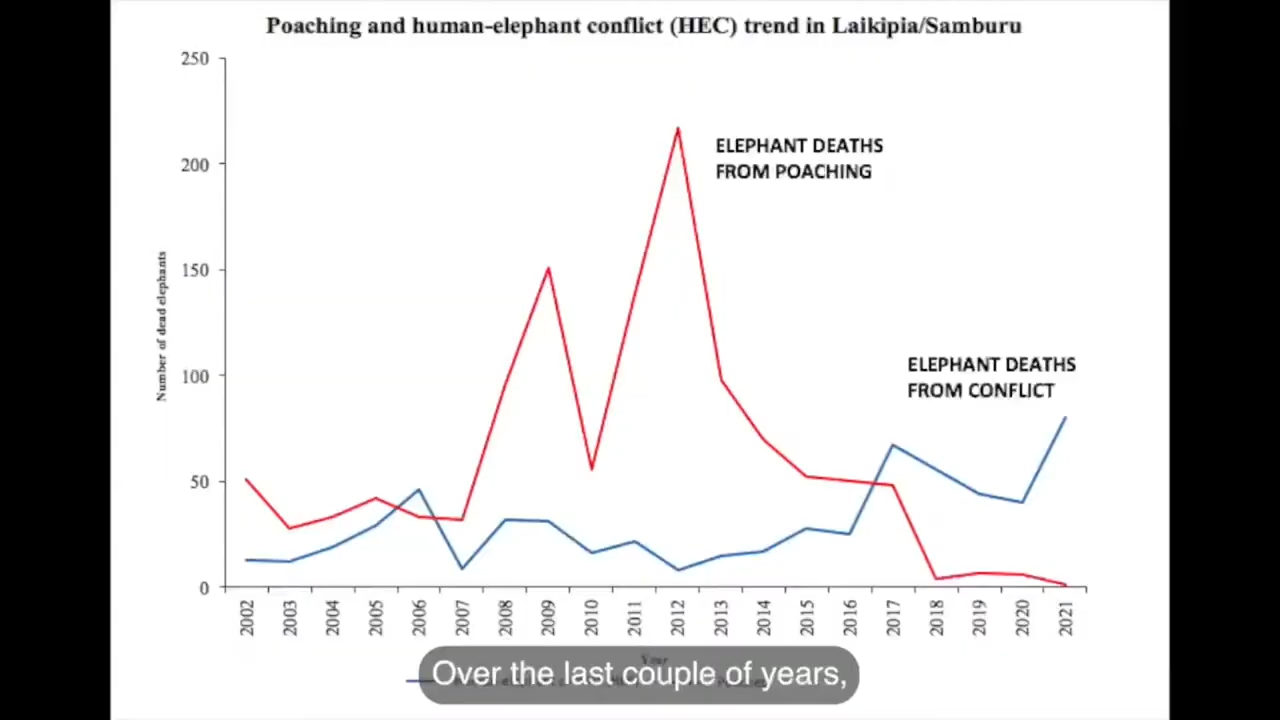 Poaching and human-elephant conflict (HEC) trend in Laikipia/Samburu
250
200
150
100
50
0
Number of dead elephants
ELEPHANT DEATHS
FROM POACHING
ELEPHANT DEATHS
FROM CONFLICT
2002 2003 2004 2005 2006 2007 2008 2009 2010 2011 2012 2013 2014 2015 2016 2017 2018 2019 2020 2021
Year
Over the last couple of years,